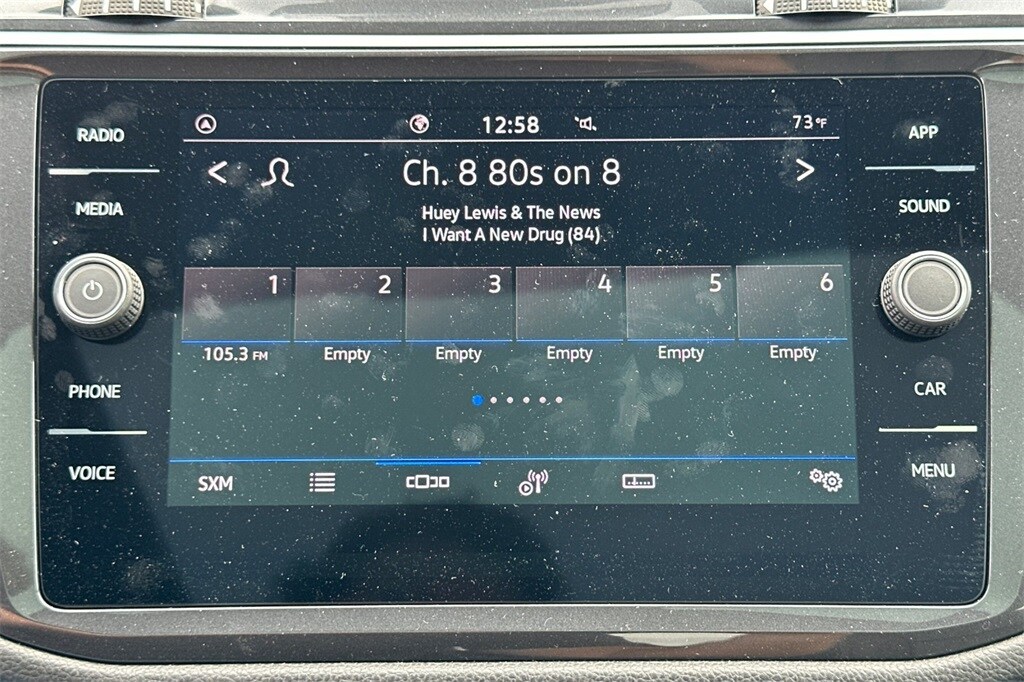 RADIO
MEDIA
PHONE
VOICE
12:58
73°F
Ch. 8 80s on 8
Huey Lewis & The News
I Want A New Drug (84)
1 2 3 4 5 6
105.3 FM Empty Empty Empty Empty Empty
SXM
APP
SOUND
CAR
MENU